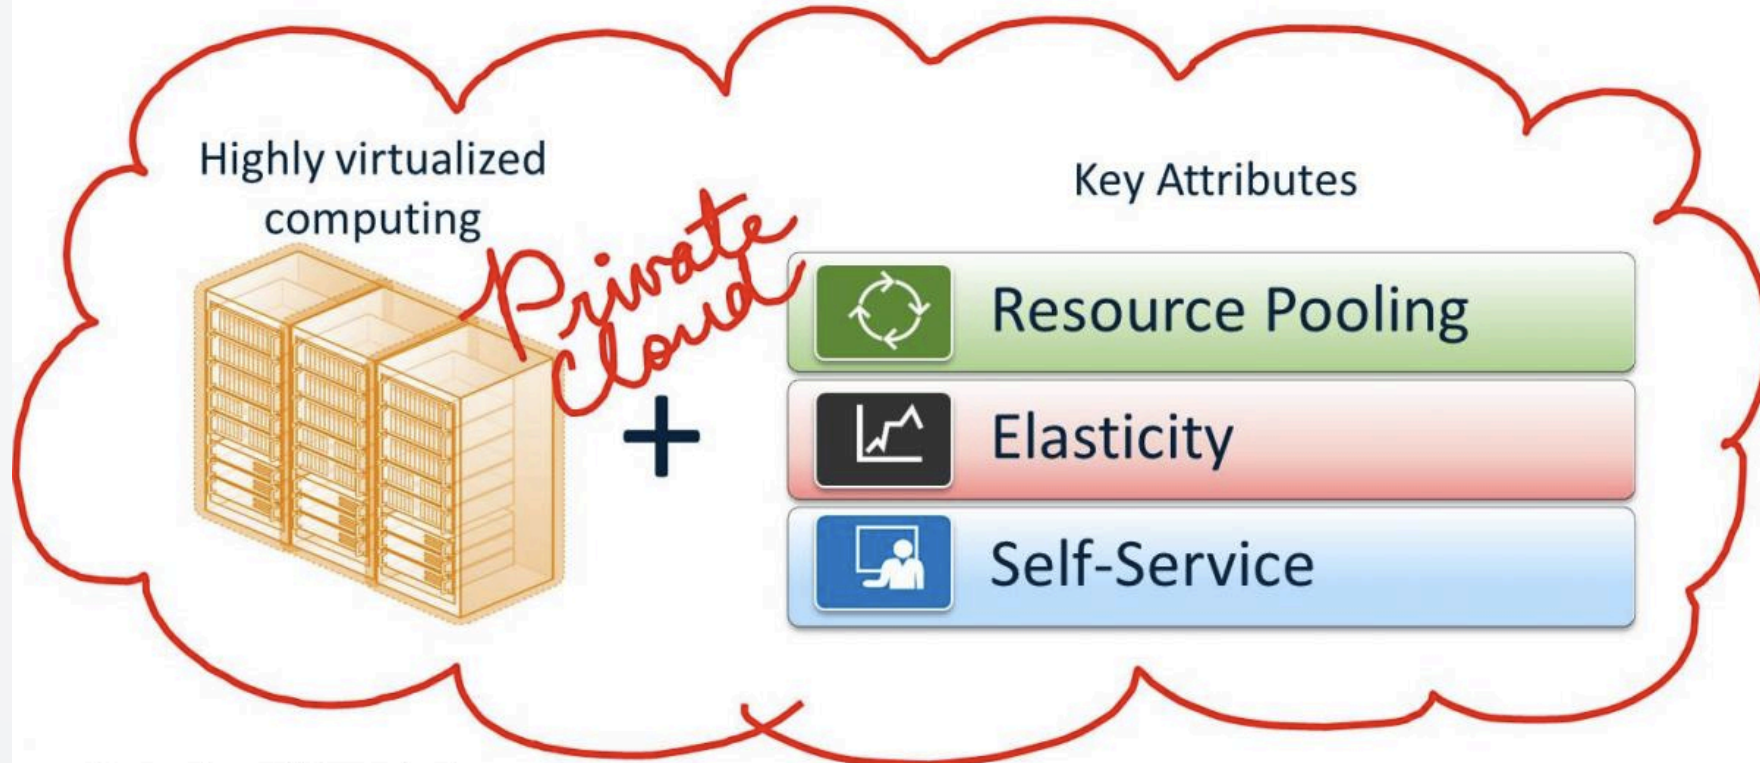 Highly virtualized
computing
Private
Cloud
+
Key Attributes
Resource Pooling
Elasticity
Self-Service